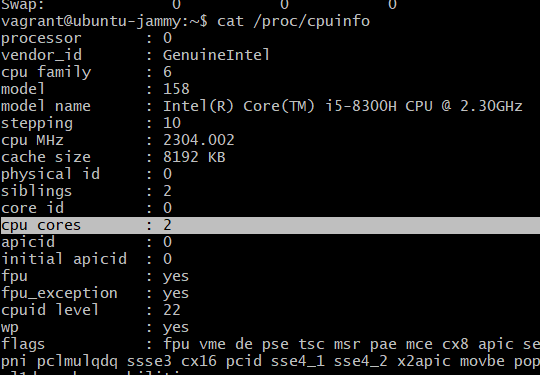 Swap: 0 0 0
vagrant@ubuntu-jammy:~$ cat /proc/cpuinfo
processor : 0
vendor_id : GenuineIntel
cpu family : 6
model : 158
model name : Intel(R) Core(TM) i5-8300H CPU @ 2.30GHz
stepping : 10
cpu MHz : 2304.002
cache size : 8192 KB
physical id : 0
siblings : 2
core id : 0
cpu cores : 2
apicid : 0
initial apicid : 0
fpu : yes
fpu_exception : yes
cpuid level : 22
wp : yes
flags : fpu vme de pse tsc msr pae mce cx8 apic se
pni pclmulqdq ssse3 cx16 pcid sse4_1 sse4_2 x2apic movbe pop